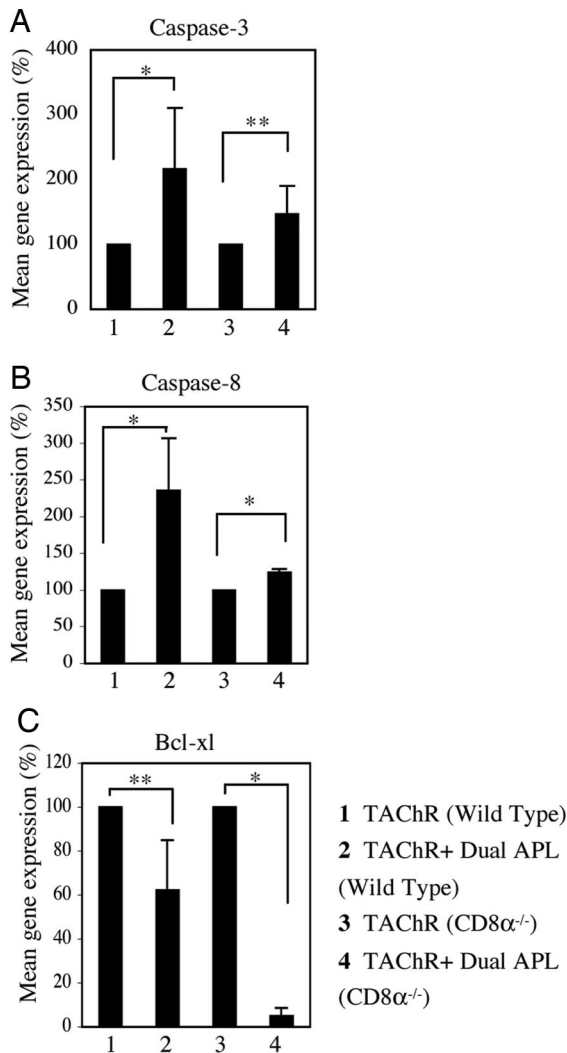 A
Caspase-3
Mean gene expression (%)
400
300
200
100
0
*
**
1 2 3 4
B
Caspase-8
Mean gene expression (%)
350
300
250
200
150
100
50
0
*
*
1 2 3 4
C
Bcl-xl
Mean gene expression (%)
120
100
80
60
40
20
0
**
*
1 2 3 4
1 TAChR (Wild Type)
2 TAChR+ Dual APL
(Wild Type)
3 TAChR (CD8α-/-)
4 TAChR+ Dual APL
(CD8α-/-)